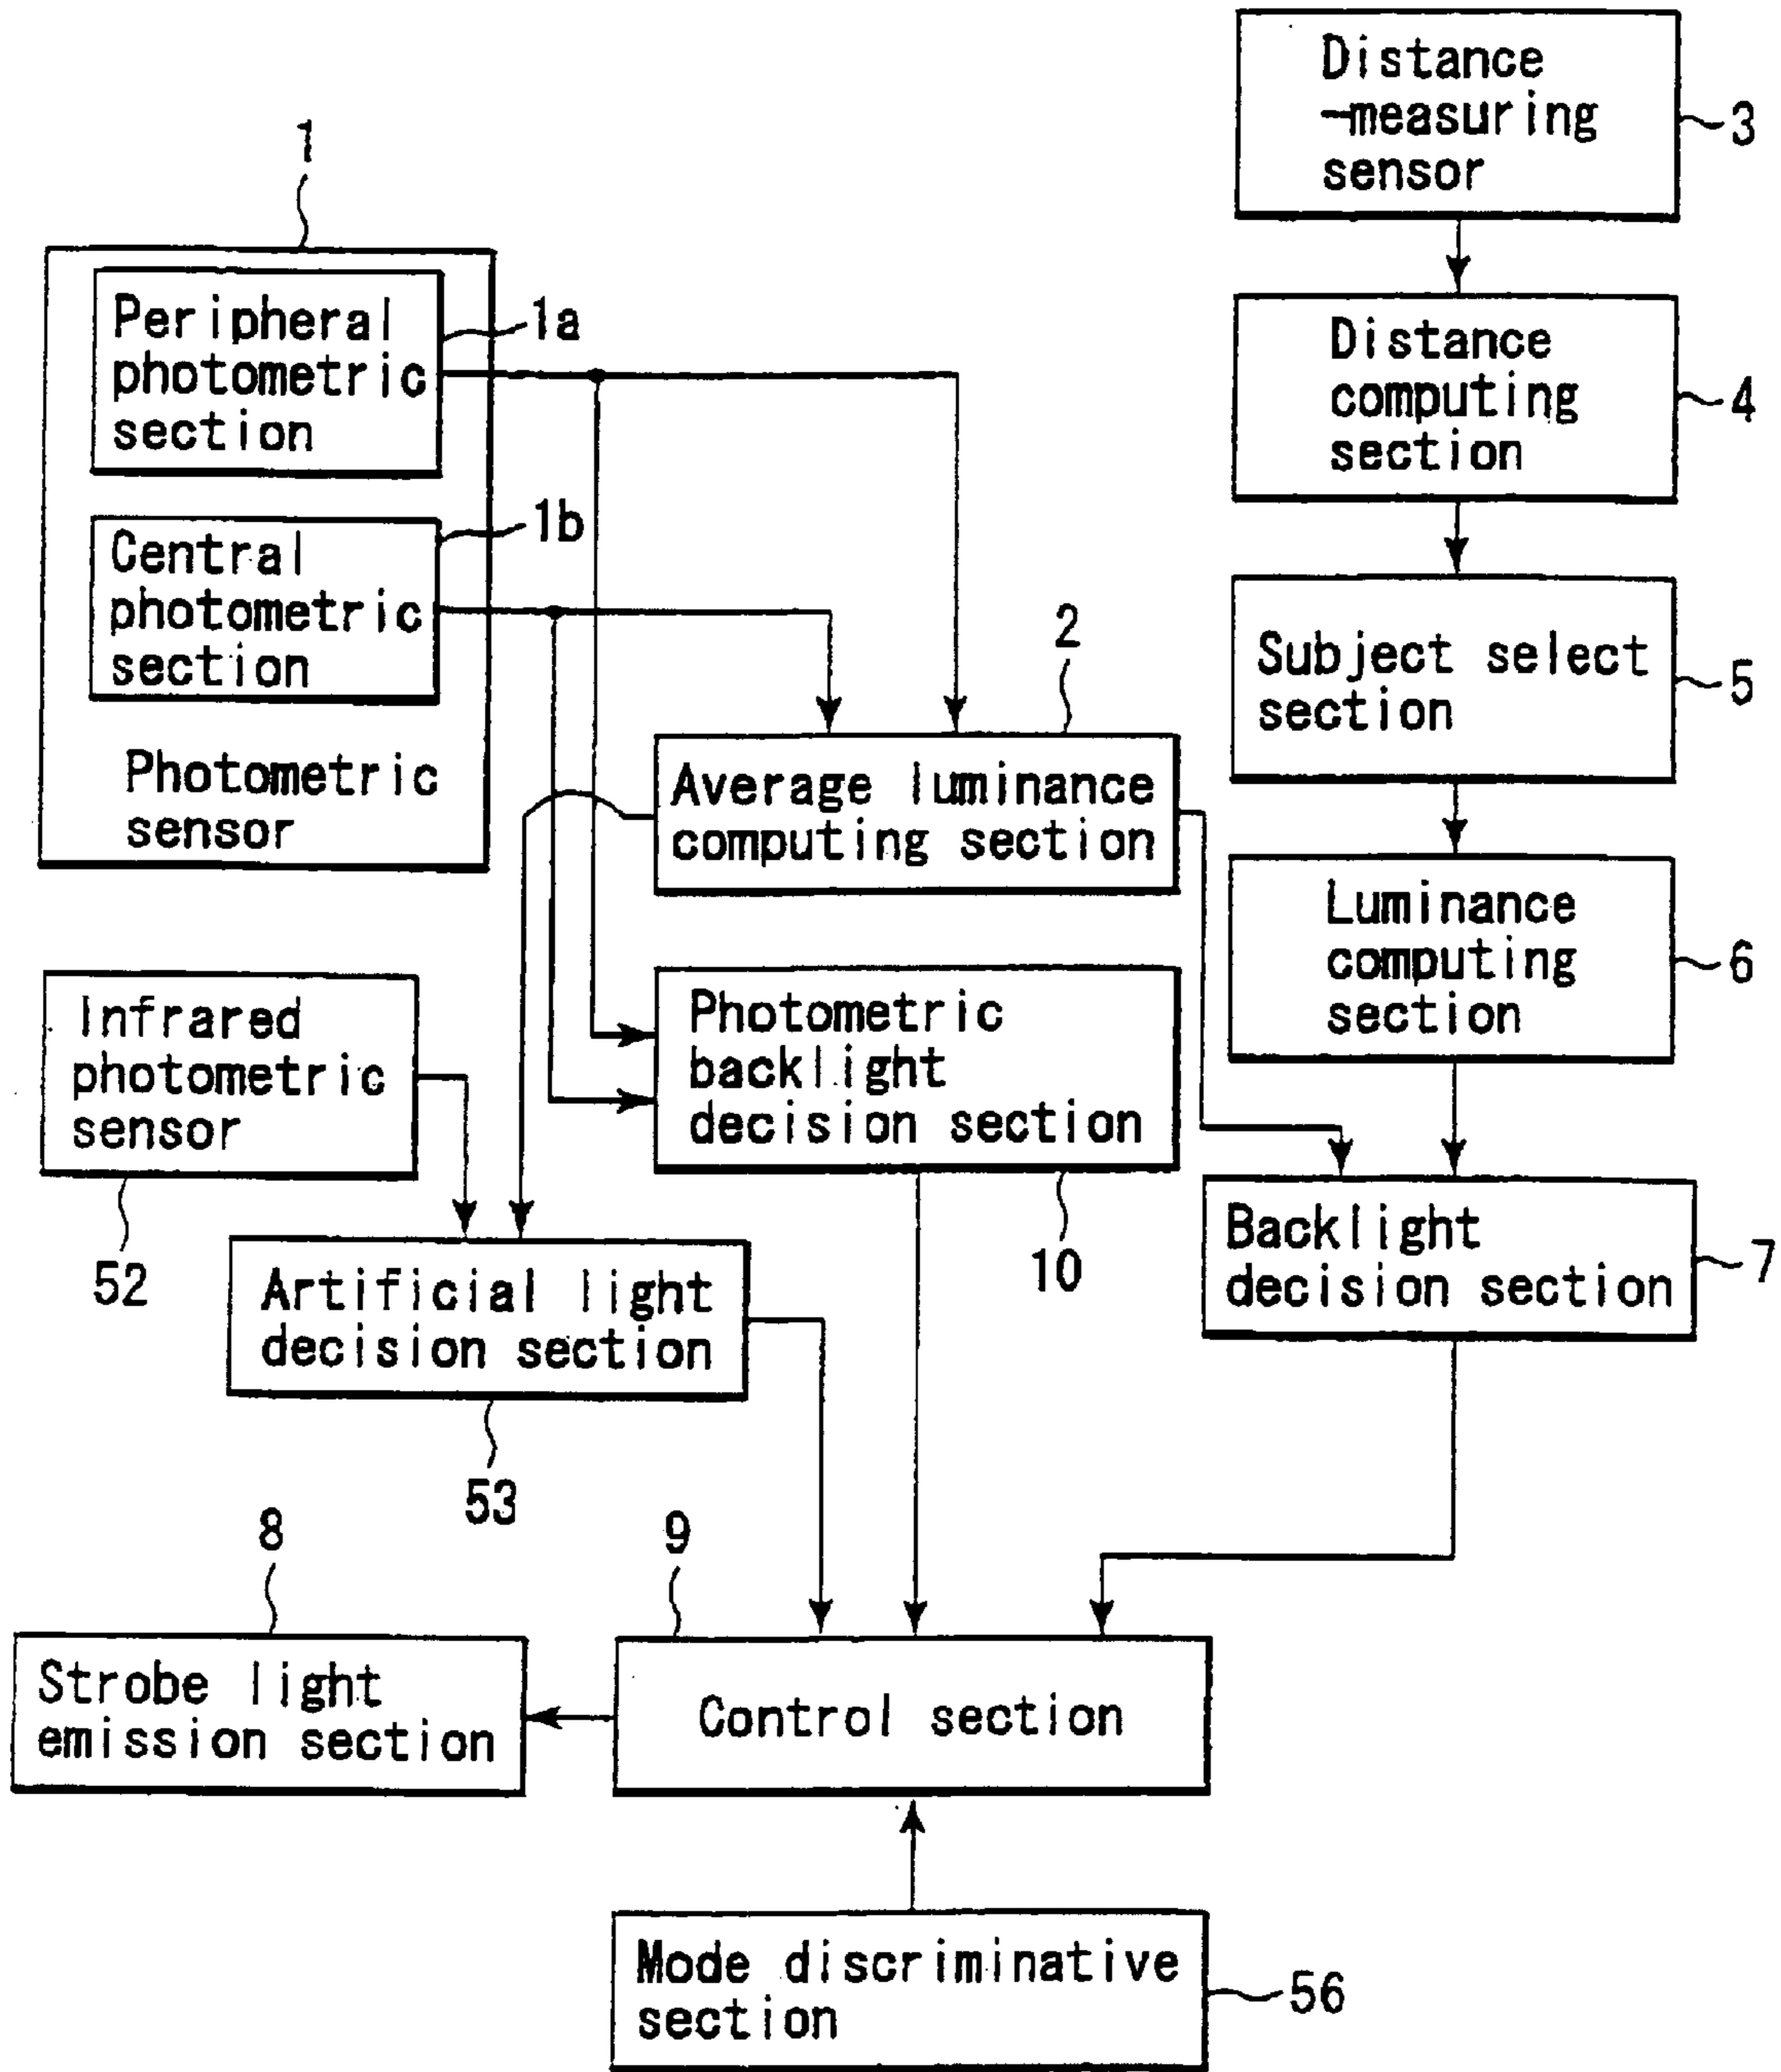 Distance
-measuring
sensor
3
1
Peripheral
photometric
section
1a
Distance
computing
section
4
Central
photometric
section
1b
Photometric
sensor
2
Subject select
section
5
Average luminance
computing section
Luminance
computing
section
6
Infrared
photometric
sensor
52
Photometric
backlight
decision section
10
Backlight
decision section
7
Artificial light
decision section
53
8
9
Strobe light
emission section
Control section
Mode discriminative
section
56